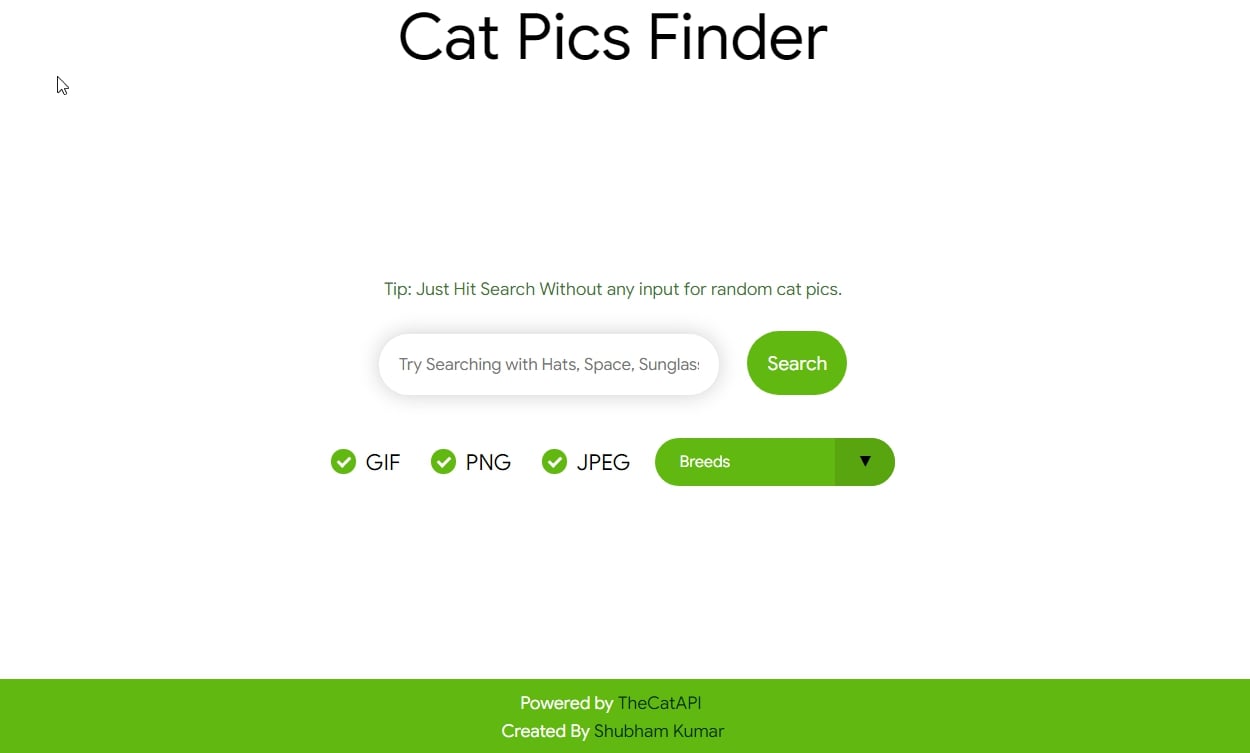 Cat Pics Finder
Tip: Just Hit Search Without any input for random cat pics.
Try Searching with Hats, Space, Sunglas
Search
GIF PNG JPEG Breeds
Powered by TheCatAPI
Created By Shubham Kumar